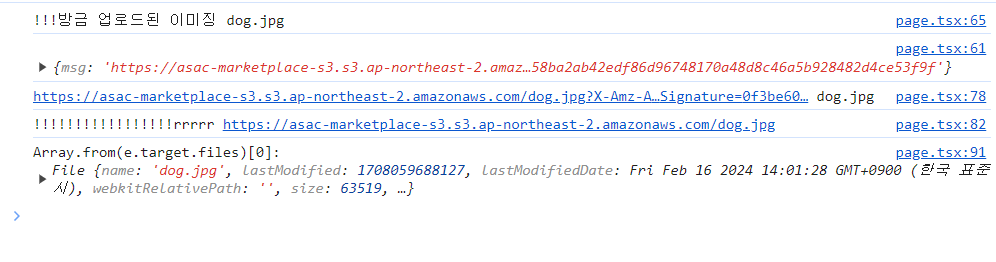 !!!방금 업로드된 이미징 dog.jpg page.tsx:65
page.tsx:61
{msg: 'https://asac-marketplace-s3.s3.ap-northeast-2.amaz…58ba2ab42edf86d96748170a48d8c46a5b928482d4ce53f9f'}
https://asac-marketplace-s3.s3.ap-northeast-2.amazonaws.com/dog.jpg?X-Amz-A…Signature=0f3be60… dog.jpg page.tsx:78
!!!!!!!!!!!!!!!!!!rrrrr https://asac-marketplace-s3.s3.ap-northeast-2.amazonaws.com/dog.jpg page.tsx:82
Array.from(e.target.files)[0]: page.tsx:91
File {name: 'dog.jpg', lastModified: 1708059688127, lastModifiedDate: Fri Feb 16 2024 14:01:28 GMT+0900 (한국 표준
시), webkitRelativePath: '', size: 63519, …}